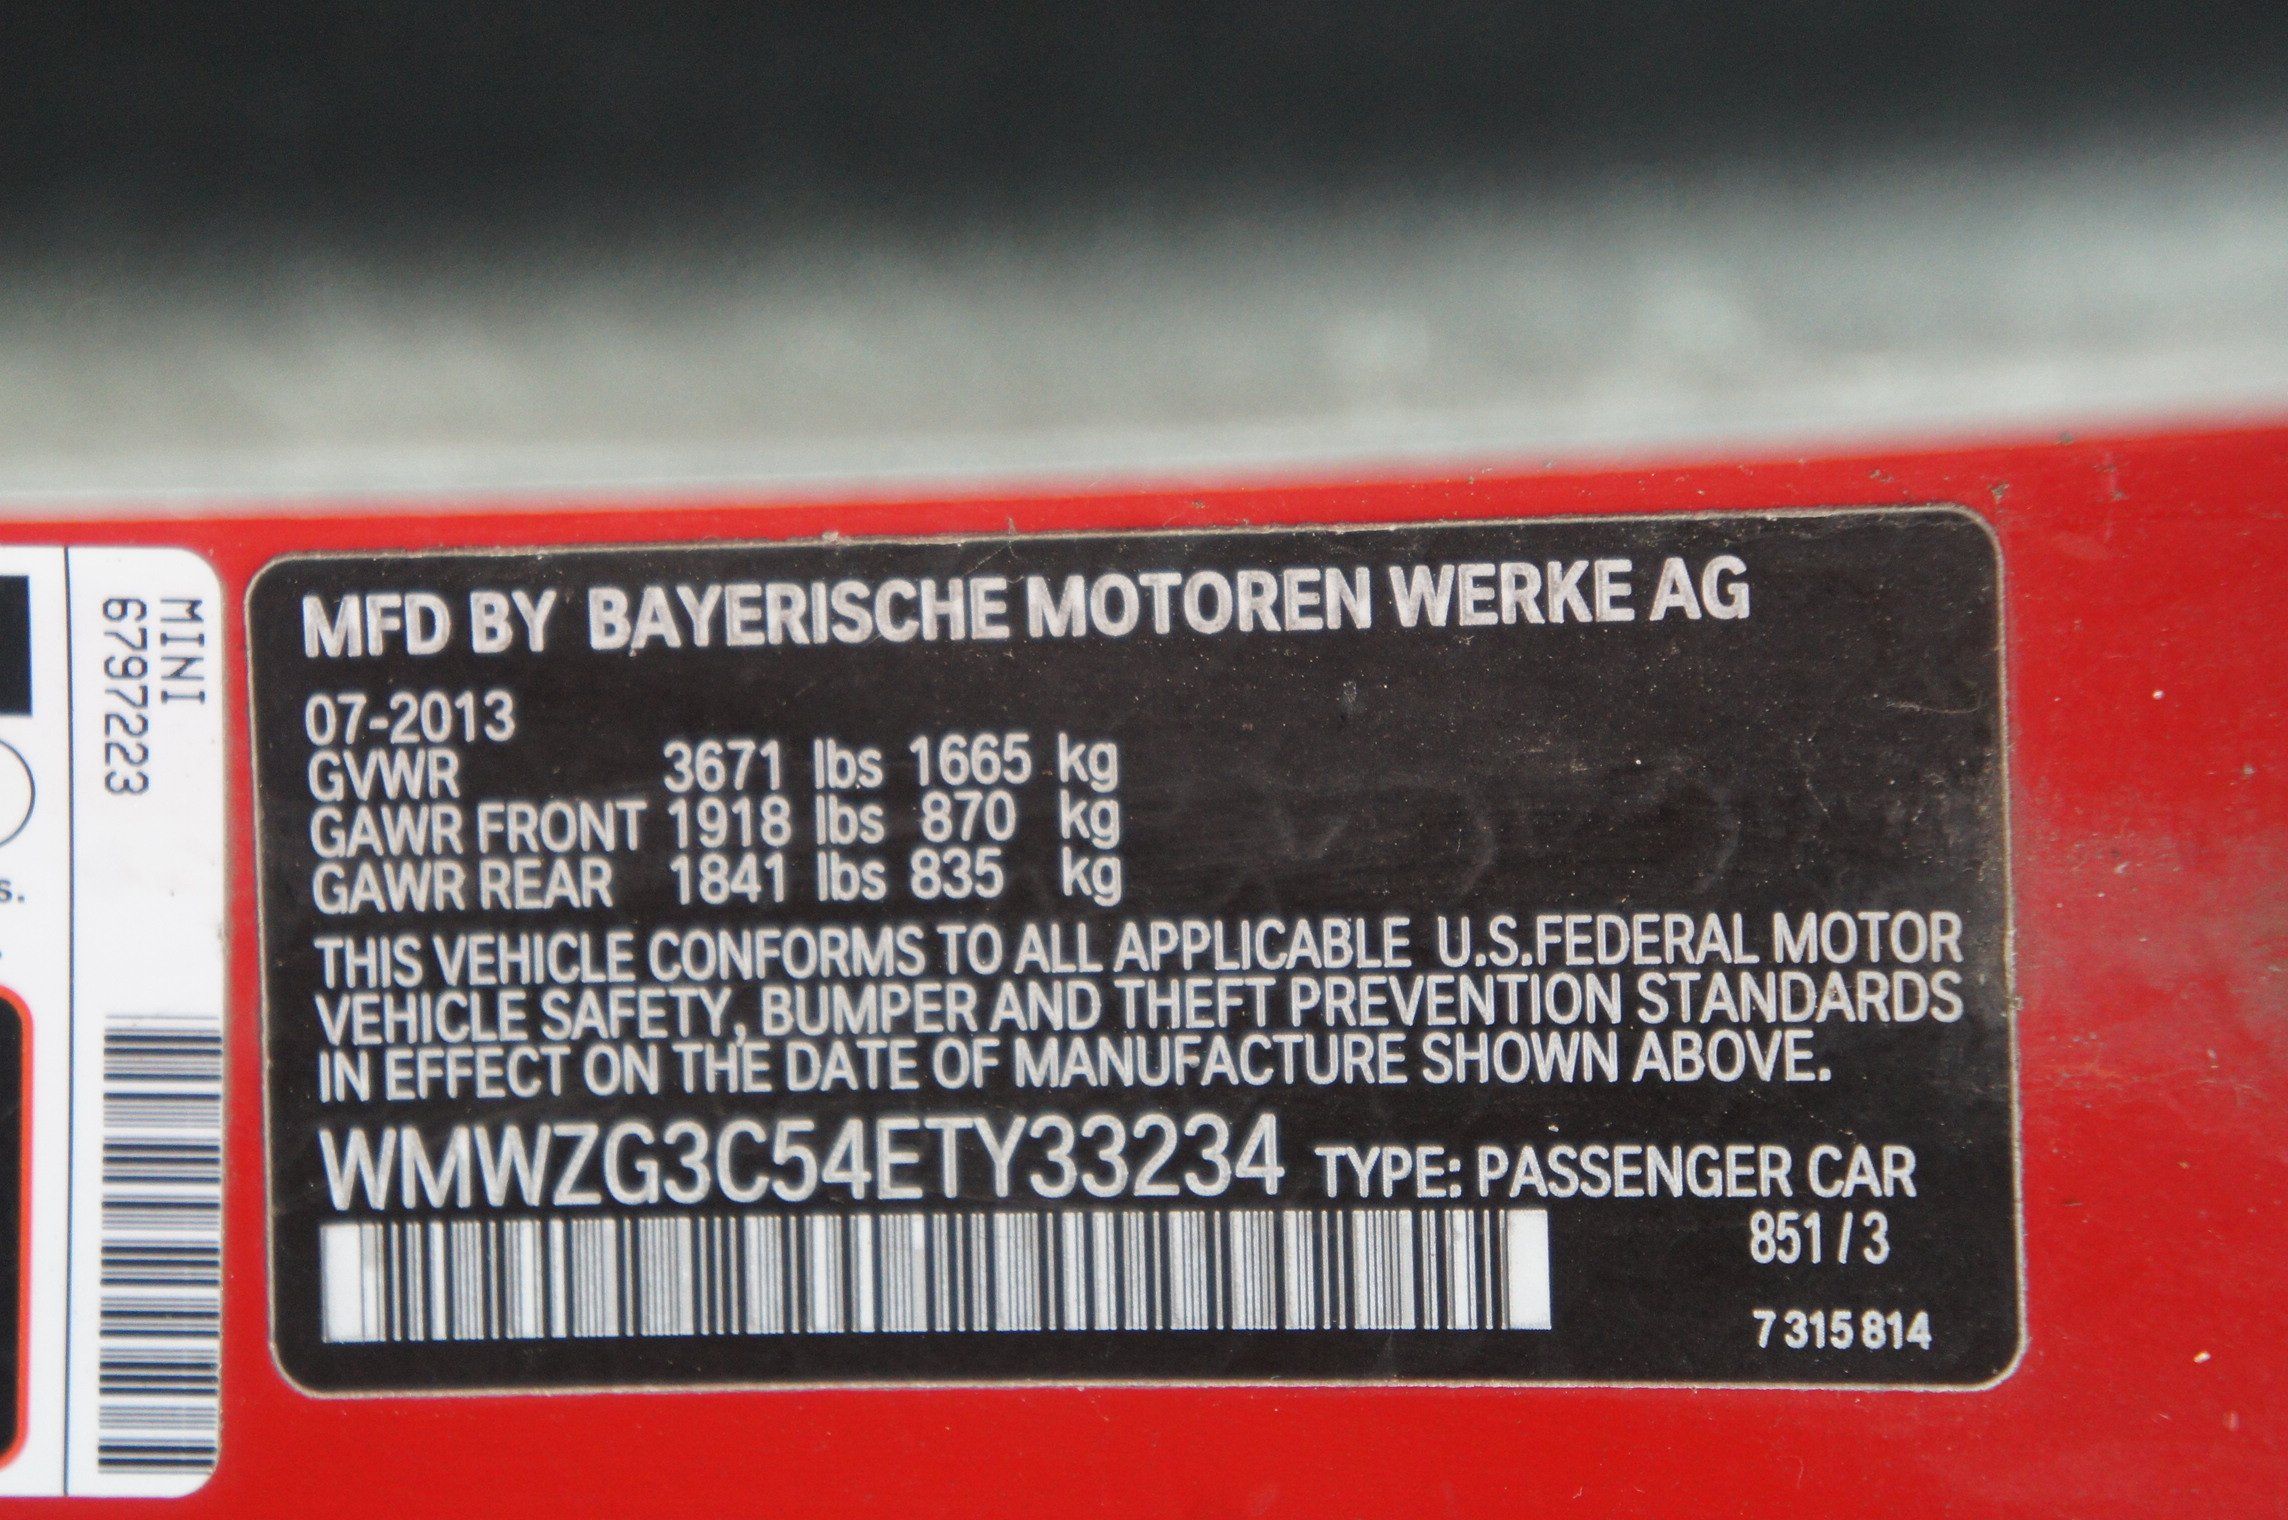 MFD BY BAYERISCHE MOTOREN WERKE AG
07-2013
GVWR 3671 lbs 1665 kg
GAWR FRONT 1918 lbs 870 kg
GAWR REAR 1841 lbs 835 kg
THIS VEHICLE CONFORMS TO ALL APPLICABLE U.S.FEDERAL MOTOR
VEHICLE SAFETY, BUMPER AND THEFT PREVENTION STANDARDS
IN EFFECT ON THE DATE OF MANUFACTURE SHOWN ABOVE.
WMWZG3C54ETY33234 TYPE: PASSENGER CAR
851 / 3
7 315 814
MINI
6797223